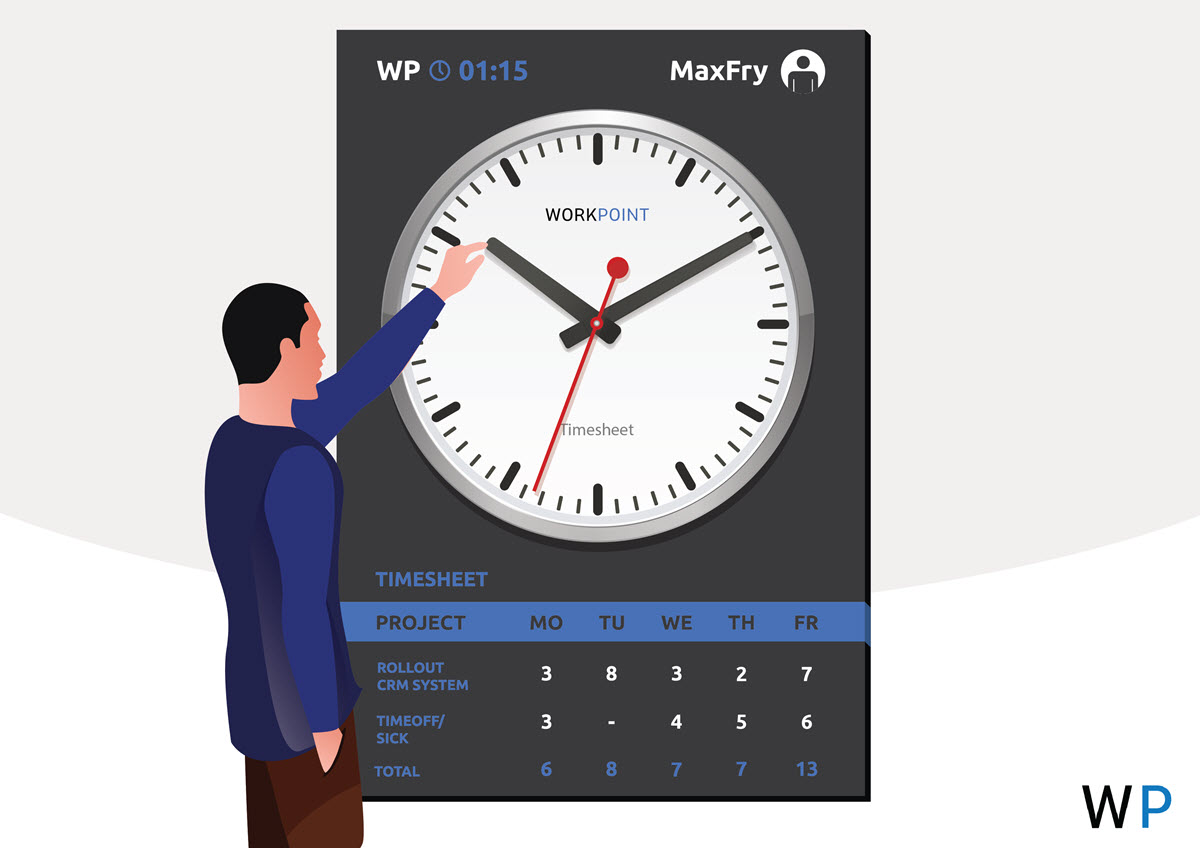 WP 01:15 MaxFry
WORKPOINT
Timesheet
TIMESHEET
PROJECT MO TU WE TH FR
ROLLOUT
CRM SYSTEM 3 8 3 2 7
TIMEOFF/
SICK 3 - 4 5 6
TOTAL 6 8 7 7 13
WP